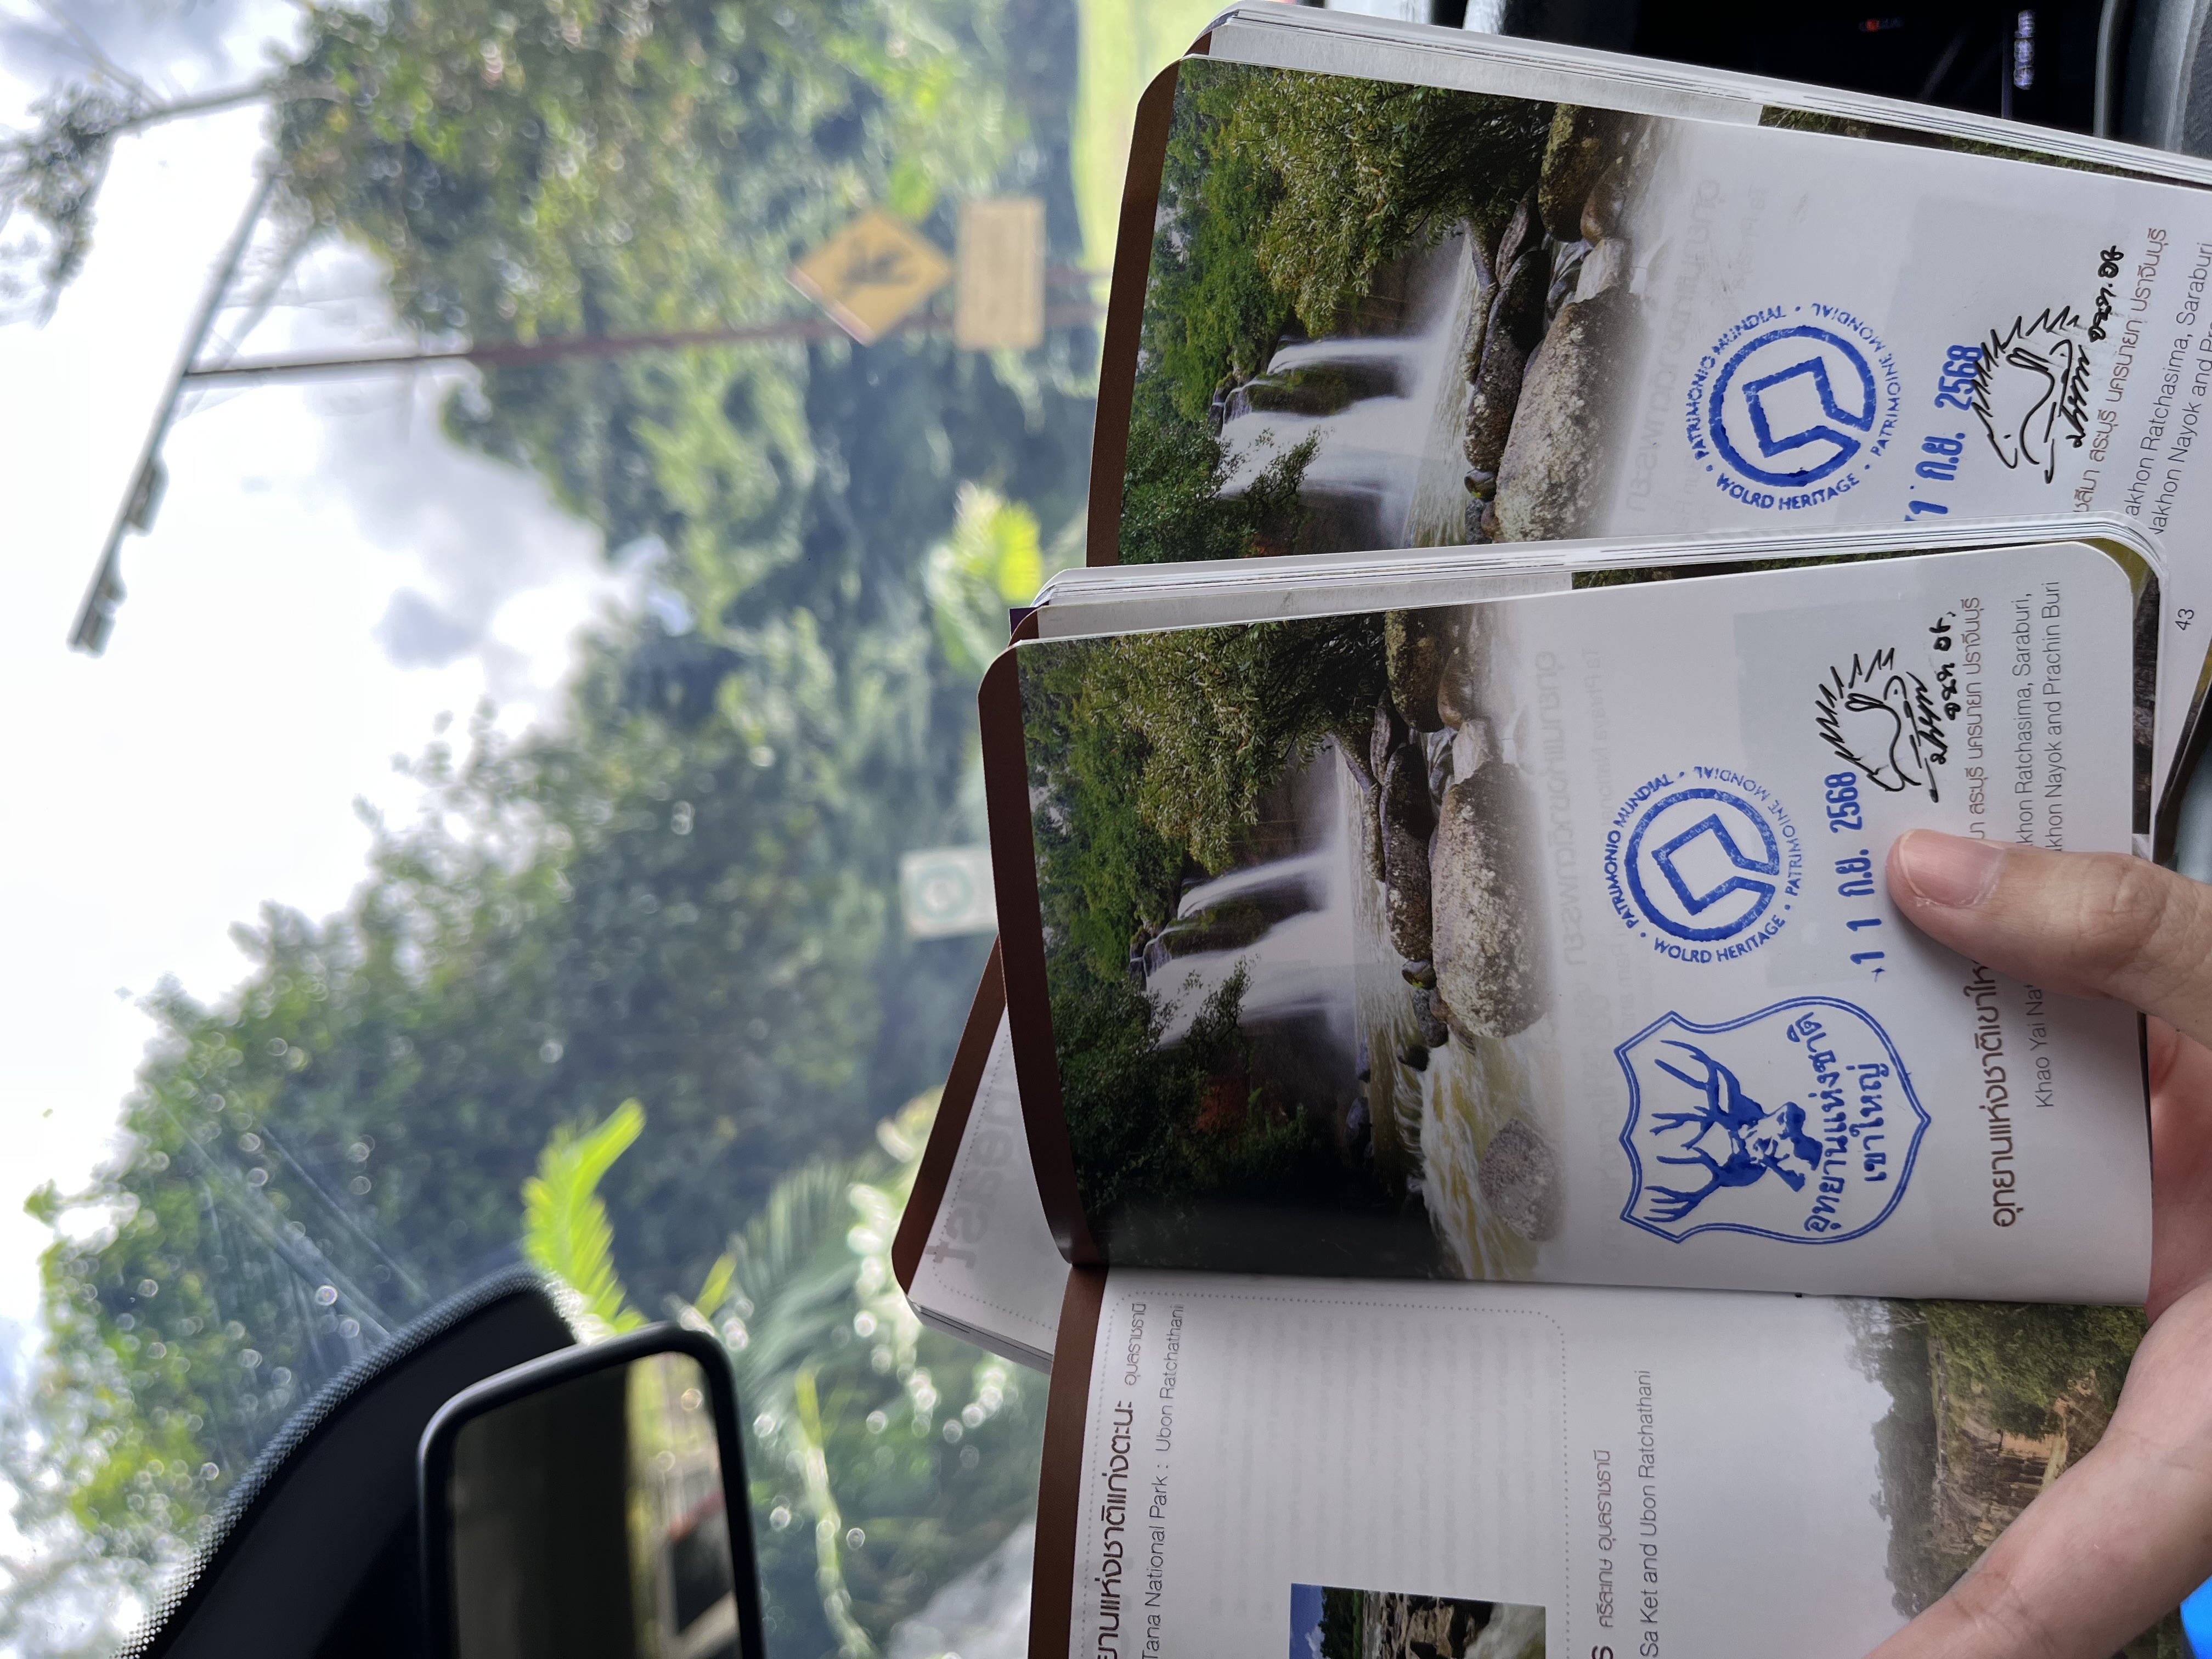 ยานแห่งชาติแก่งตะนะ อุบลราชธานี
Tana National Park : Ubon Ratchathani
ศรีสะเกษ อุบลราชธานี
Sa Ket and Ubon Ratchathani
อุทยานแห่งชาติ
เขาใหญ่
PATRIMONIO MUNDIAL • PATRIMOINE MONDIAL • WOLRD HERITAGE •
11 ก.ย. 2568
อุทยานแห่งชาติเขาให
มา สระบุรี นครนายก ปราจีนบุรี
Khao Yai Nat
khon Ratchasima, Saraburi,
khon Nayok and Prachin Buri
PATRIMONIO MUNDIAL • PATRIMOINE MONDIAL • WOLRD HERITAGE •
1 ก.ย. 2568
ชสีมา สระบุรี นครนายก ปราจีนบุรี
akhon Ratchasima, Saraburi
Nakhon Nayok and Pra
43